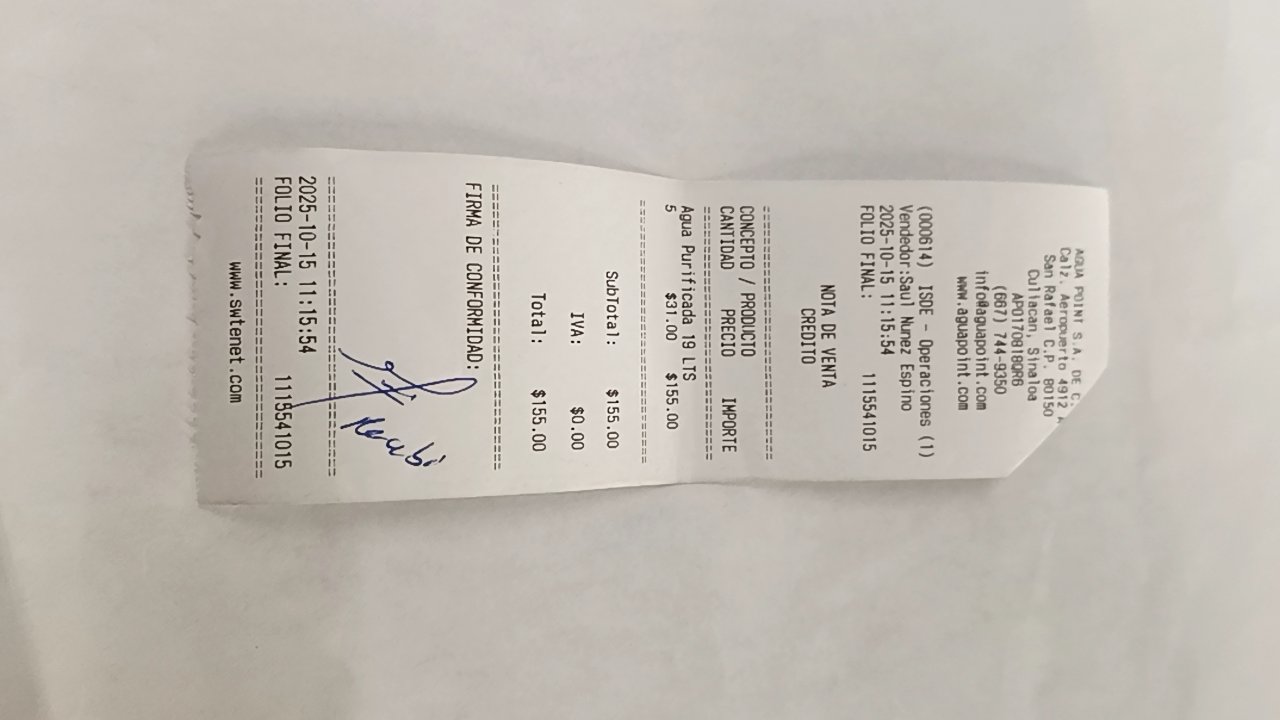 AGUA POINT S.A. DE C.
Calz. Aeropuerto 4912
San Rafael C.P. 80150
Culiacan, Sinaloa
APO170818QR6
(667) 744-9350
info@aguapoint.com
www.aguapoint.com
(000614) ISDE - Operaciones (1)
Vendedor:Saul Nunez Espino
2025-10-15 11:15:54
FOLIO FINAL: 1115541015
NOTA DE VENTA
CREDITO
CONCEPTO / PRODUCTO
CANTIDAD PRECIO IMPORTE
Agua Purificada 19 LTS
5 $31.00 $155.00
SubTotal: $155.00
IVA: $0.00
Total: $155.00
FIRMA DE CONFORMIDAD:
Recibi
2025-10-15 11:15:54
FOLIO FINAL: 1115541015
www.swtenet.com